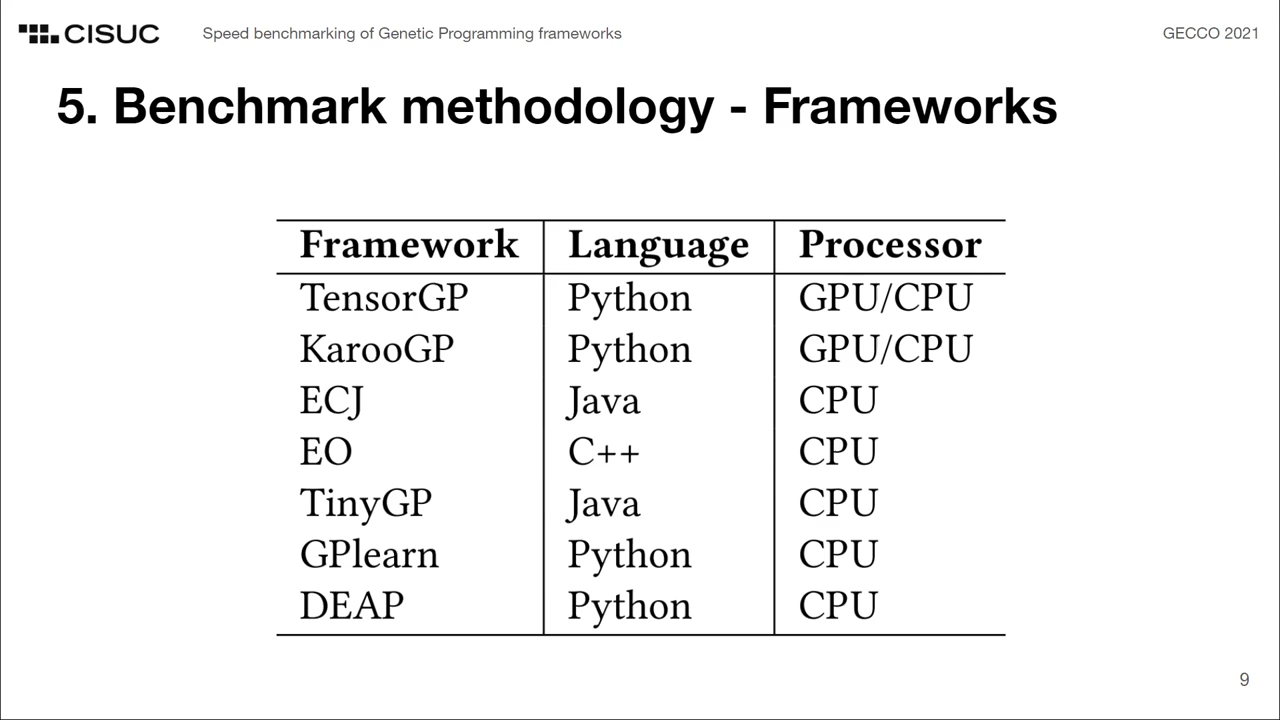 CISUC Speed benchmarking of Genetic Programming frameworks GECCO 2021
5. Benchmark methodology - Frameworks
Framework Language Processor
TensorGP Python GPU/CPU
KarooGP Python GPU/CPU
ECJ Java CPU
EO C++ CPU
TinyGP Java CPU
GPlearn Python CPU
DEAP Python CPU
9